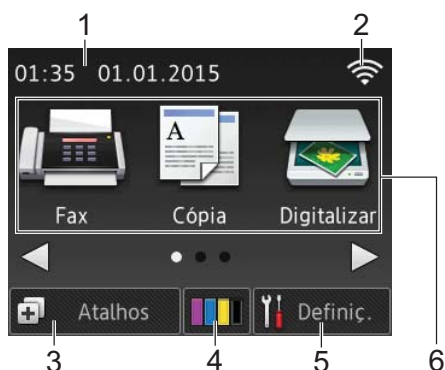 1 2
01:35 01.01.2015
A
Fax Cópia Digitalizar
Atalhos Definiç.
3 4 5 6